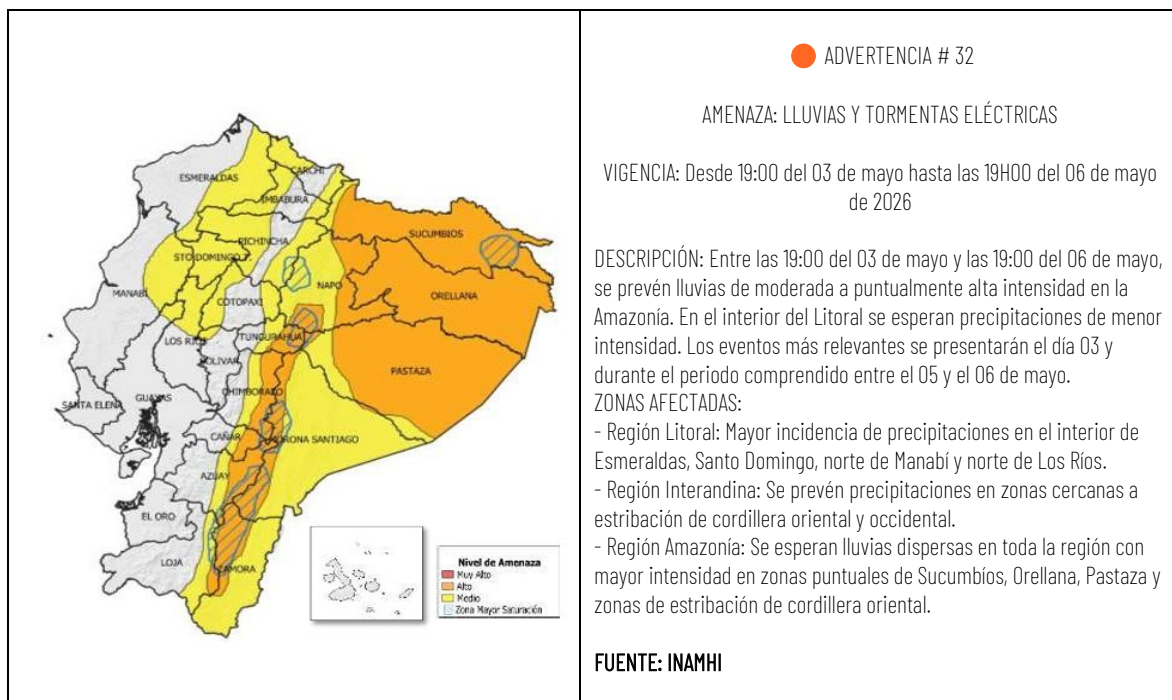 ESMERALDAS
CARCHI
IMBABURA
SUCUMBIOS
PICHINCHA
STO DOMINGO T.
NAPO
ORELLANA
MANABÍ
COTOPAXI
LOS RÍOS
TUNGURAHUA
BOLIVAR
PASTAZA
CHIMBORAZO
SANTA ELENA
GUAYAS
CAÑAR
MORONA SANTIAGO
AZUAY
EL ORO
LOJA
ZAMORA
Nivel de Amenaza
Muy Alto
Alto
Medio
Zona Mayor Saturación
ADVERTENCIA # 32
AMENAZA: LLUVIAS Y TORMENTAS ELÉCTRICAS
VIGENCIA: Desde 19:00 del 03 de mayo hasta las 19H00 del 06 de mayo
de 2026
DESCRIPCIÓN: Entre las 19:00 del 03 de mayo y las 19:00 del 06 de mayo,
se prevén lluvias de moderada a puntualmente alta intensidad en la
Amazonía. En el interior del Litoral se esperan precipitaciones de menor
intensidad. Los eventos más relevantes se presentarán el día 03 y
durante el periodo comprendido entre el 05 y el 06 de mayo.
ZONAS AFECTADAS:
- Región Litoral: Mayor incidencia de precipitaciones en el interior de
Esmeraldas, Santo Domingo, norte de Manabí y norte de Los Ríos.
- Región Interandina: Se prevén precipitaciones en zonas cercanas a
estribación de cordillera oriental y occidental.
- Región Amazonía: Se esperan lluvias dispersas en toda la región con
mayor intensidad en zonas puntuales de Sucumbíos, Orellana, Pastaza y
zonas de estribación de cordillera oriental.
FUENTE: INAMHI